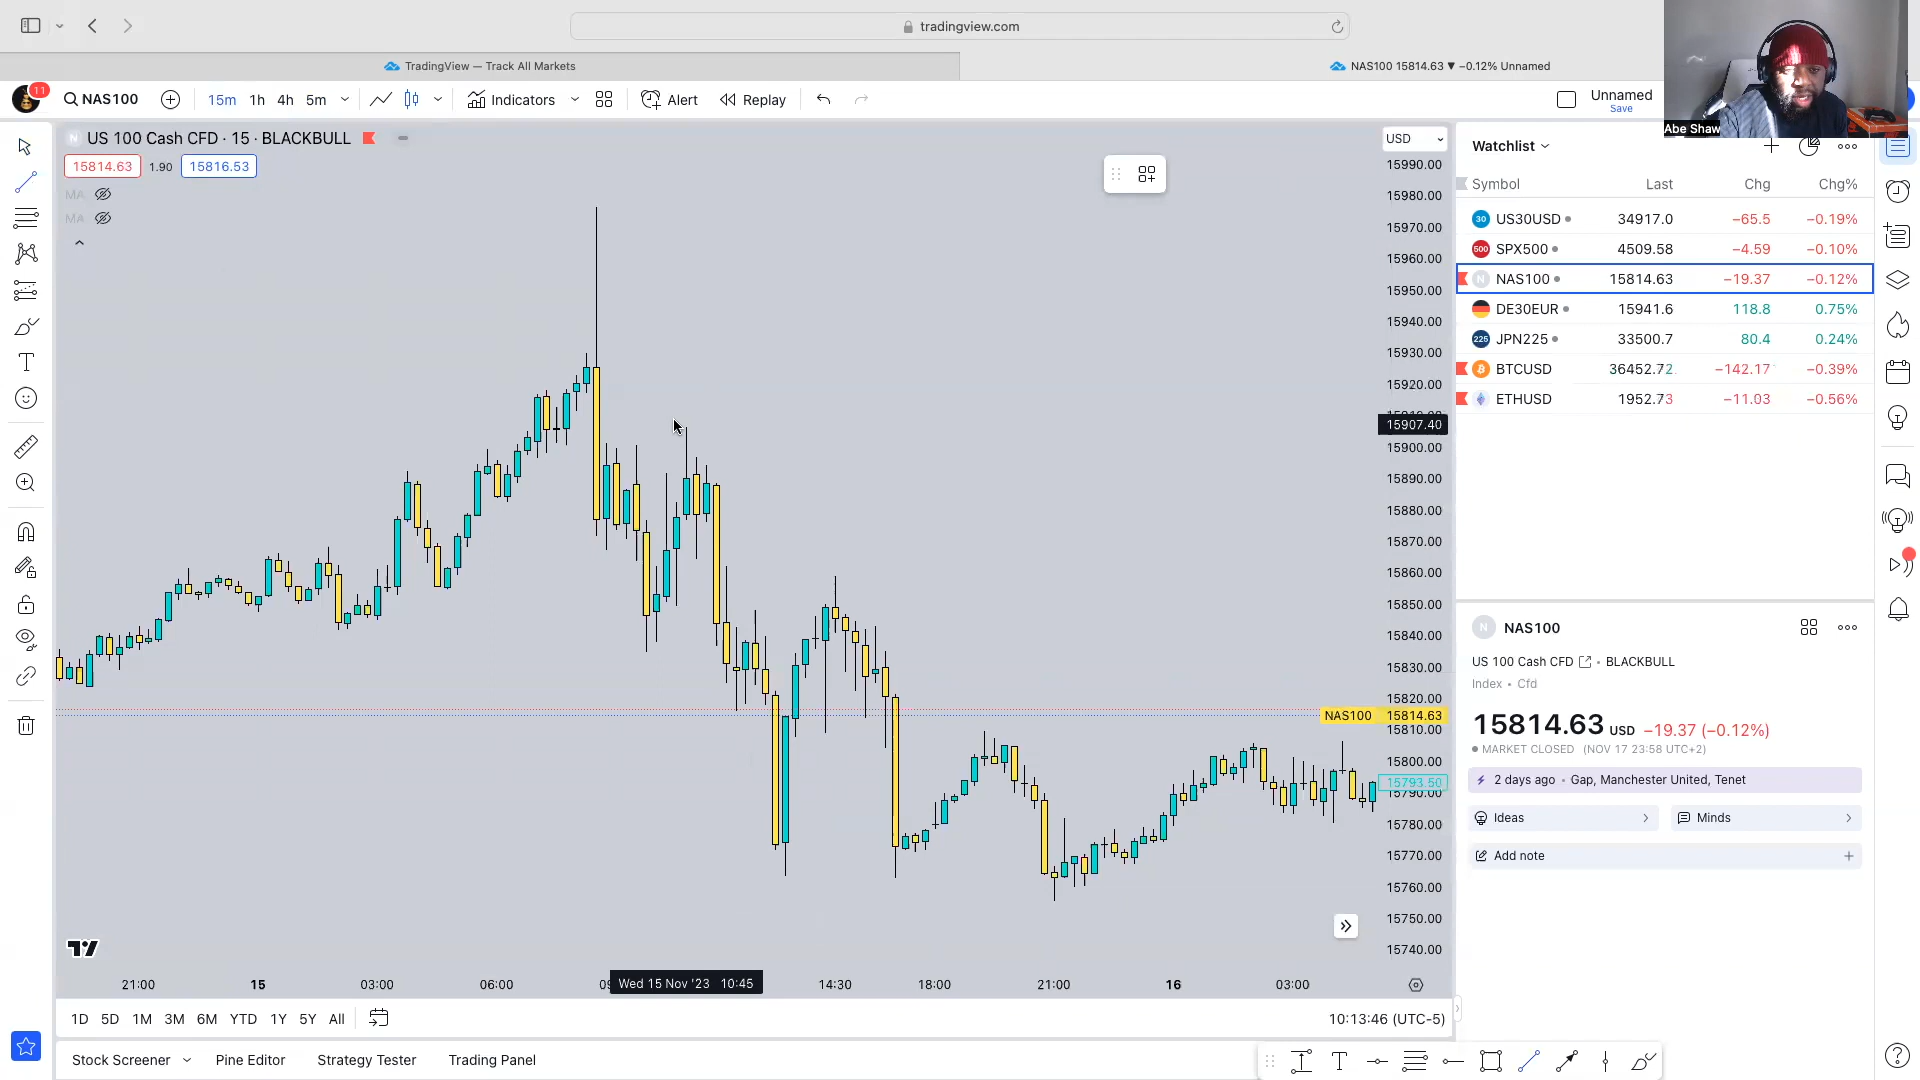 tradingview.com
TradingView — Track All Markets
NAS100 15814.63 ▼ −0.12% Unnamed
11
NAS100
15m 1h 4h 5m
Indicators
Alert
Replay
Unnamed
Save
Abe Shaw
US 100 Cash CFD · 15 · BLACKBULL
15814.63 1.90 15816.53
MA
MA
USD
15990.00
15980.00
15970.00
15960.00
15950.00
15940.00
15930.00
15920.00
15907.40
15900.00
15890.00
15880.00
15870.00
15860.00
15850.00
15840.00
15830.00
15820.00
NAS100 15814.63
15810.00
15800.00
15793.50
15790.00
15780.00
15770.00
15760.00
15750.00
15740.00
21:00 15 03:00 06:00 Wed 15 Nov '23 10:45 14:30 18:00 21:00 16 03:00
1D 5D 1M 3M 6M YTD 1Y 5Y All
10:13:46 (UTC-5)
Stock Screener Pine Editor Strategy Tester Trading Panel
Watchlist
Symbol Last Chg Chg%
30 US30USD 34917.0 −65.5 −0.19%
500 SPX500 4509.58 −4.59 −0.10%
N NAS100 15814.63 −19.37 −0.12%
DE30EUR 15941.6 118.8 0.75%
225 JPN225 33500.7 80.4 0.24%
BTCUSD 36452.72 −142.17 −0.39%
ETHUSD 1952.73 −11.03 −0.56%
N NAS100
US 100 Cash CFD • BLACKBULL
Index • Cfd
15814.63 USD −19.37 (−0.12%)
MARKET CLOSED (NOV 17 23:58 UTC+2)
2 days ago • Gap, Manchester United, Tenet
Ideas
Minds
Add note